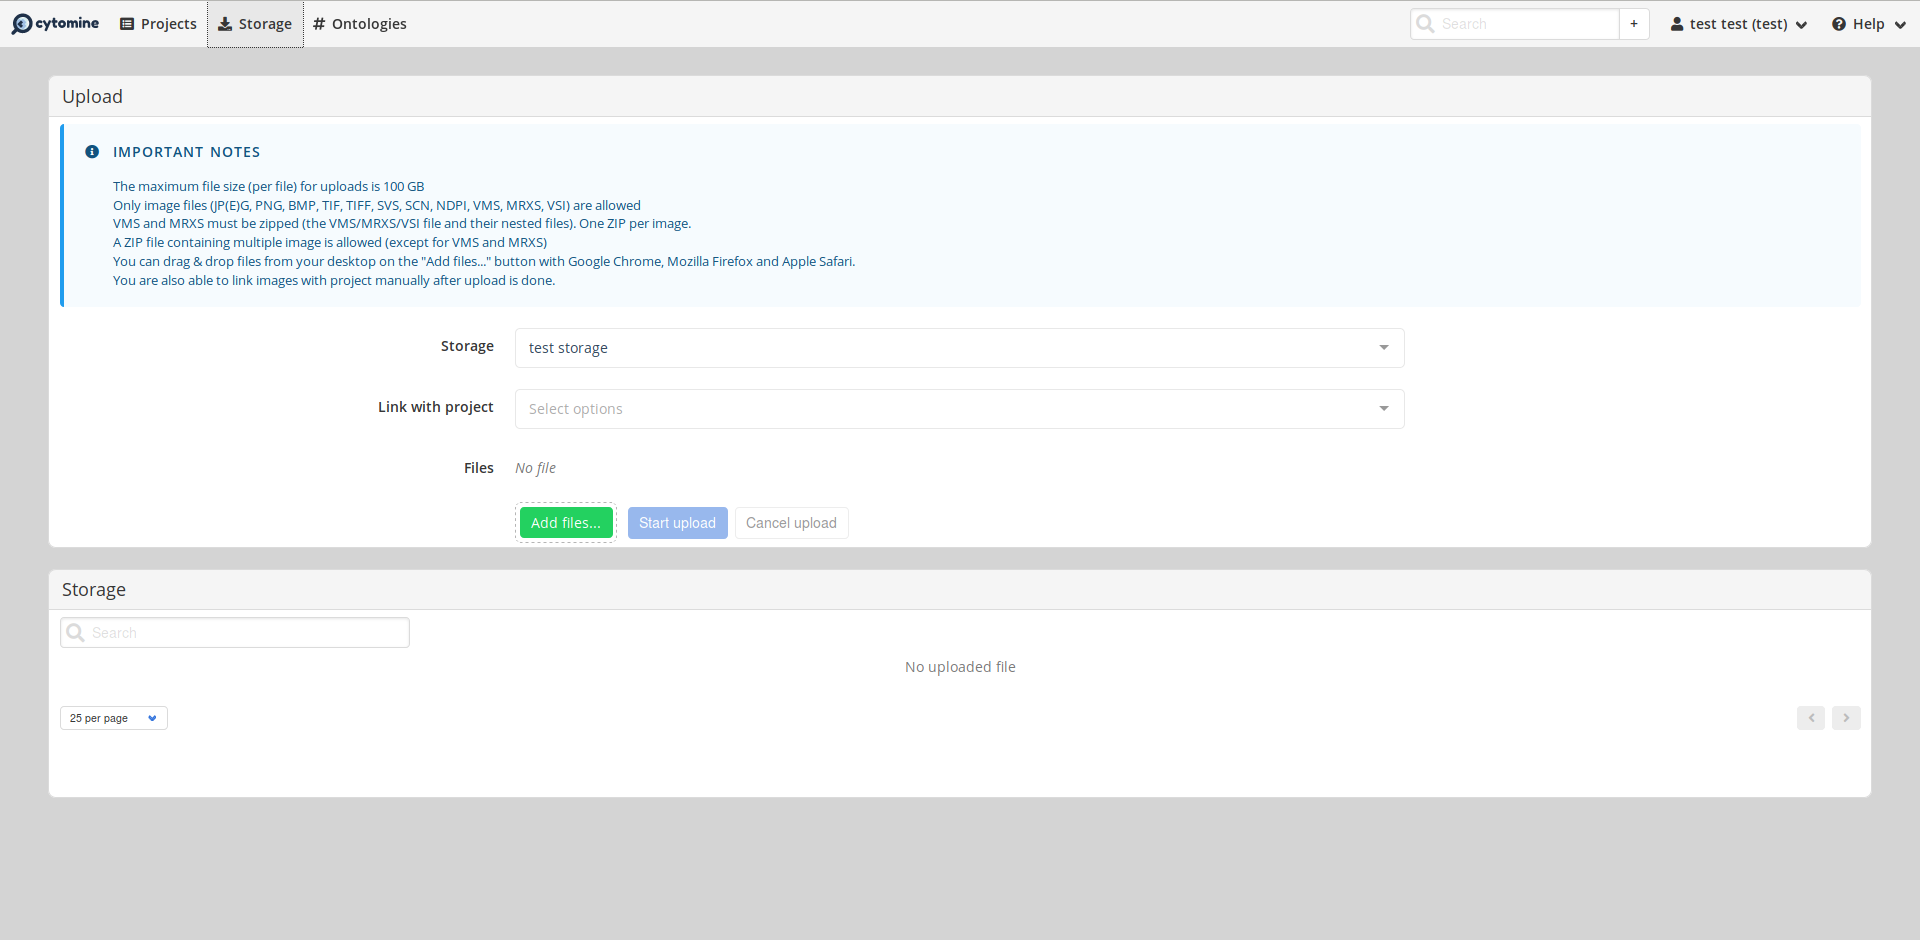 cytomine Projects Storage # Ontologies Search + test test (test) Help
Upload
IMPORTANT NOTES
The maximum file size (per file) for uploads is 100 GB
Only image files (JP(E)G, PNG, BMP, TIF, TIFF, SVS, SCN, NDPI, VMS, MRXS, VSI) are allowed
VMS and MRXS must be zipped (the VMS/MRXS/VSI file and their nested files). One ZIP per image.
A ZIP file containing multiple image is allowed (except for VMS and MRXS)
You can drag & drop files from your desktop on the "Add files..." button with Google Chrome, Mozilla Firefox and Apple Safari.
You are also able to link images with project manually after upload is done.
Storage test storage
Link with project Select options
Files No file
Add files... Start upload Cancel upload
Storage
Search
No uploaded file
25 per page